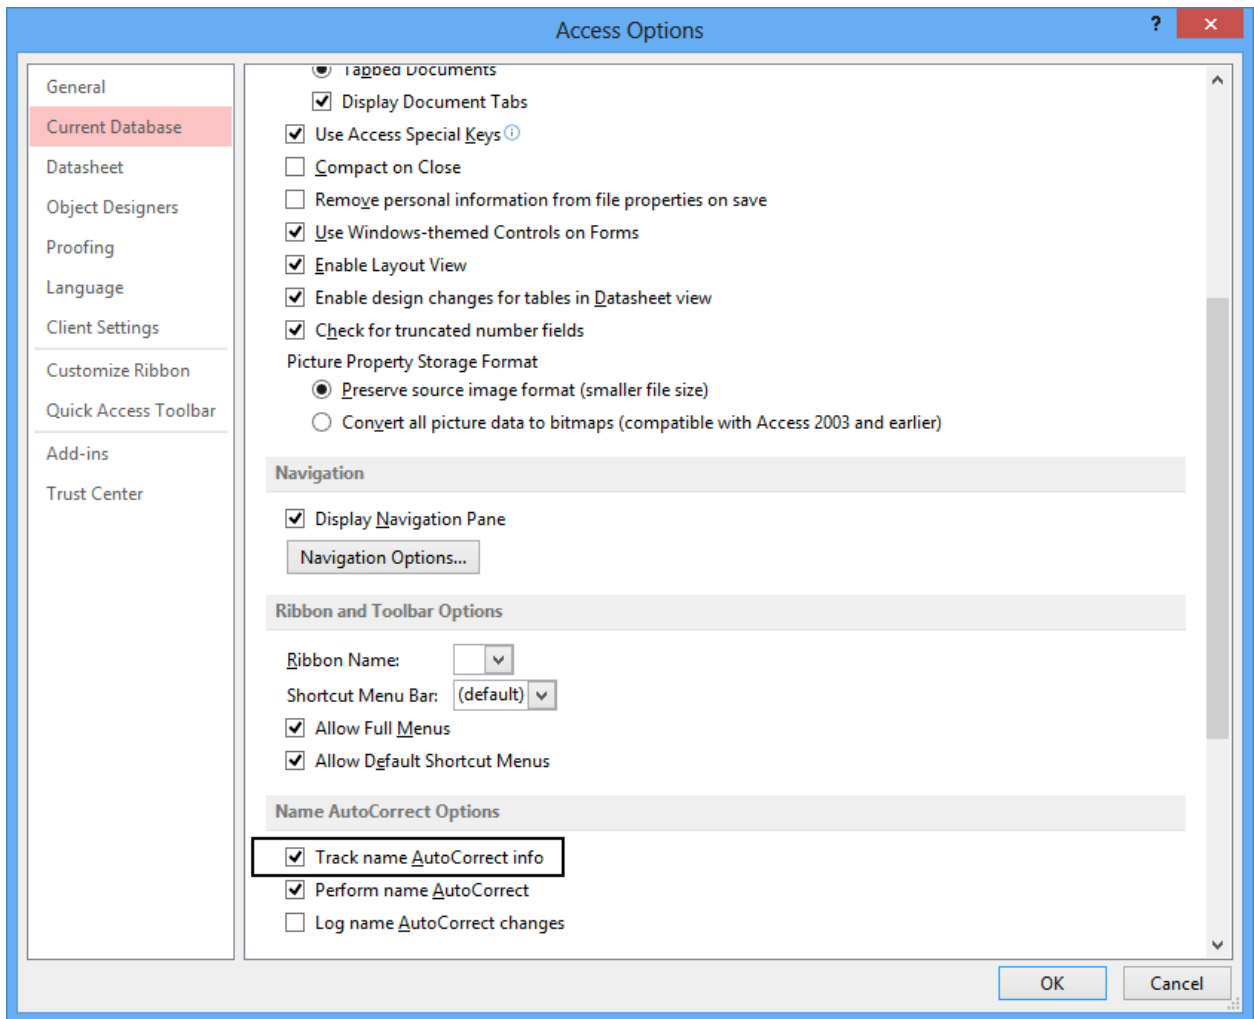 Access Options
?
General
Current Database
Datasheet
Object Designers
Proofing
Language
Client Settings
Customize Ribbon
Quick Access Toolbar
Add-ins
Trust Center
Tabbed Documents
Display Document Tabs
Use Access Special Keys
Compact on Close
Remove personal information from file properties on save
Use Windows-themed Controls on Forms
Enable Layout View
Enable design changes for tables in Datasheet view
Check for truncated number fields
Picture Property Storage Format
Preserve source image format (smaller file size)
Convert all picture data to bitmaps (compatible with Access 2003 and earlier)
Navigation
Display Navigation Pane
Navigation Options...
Ribbon and Toolbar Options
Ribbon Name:
Shortcut Menu Bar: (default)
Allow Full Menus
Allow Default Shortcut Menus
Name AutoCorrect Options
Track name AutoCorrect info
Perform name AutoCorrect
Log name AutoCorrect changes
OK Cancel